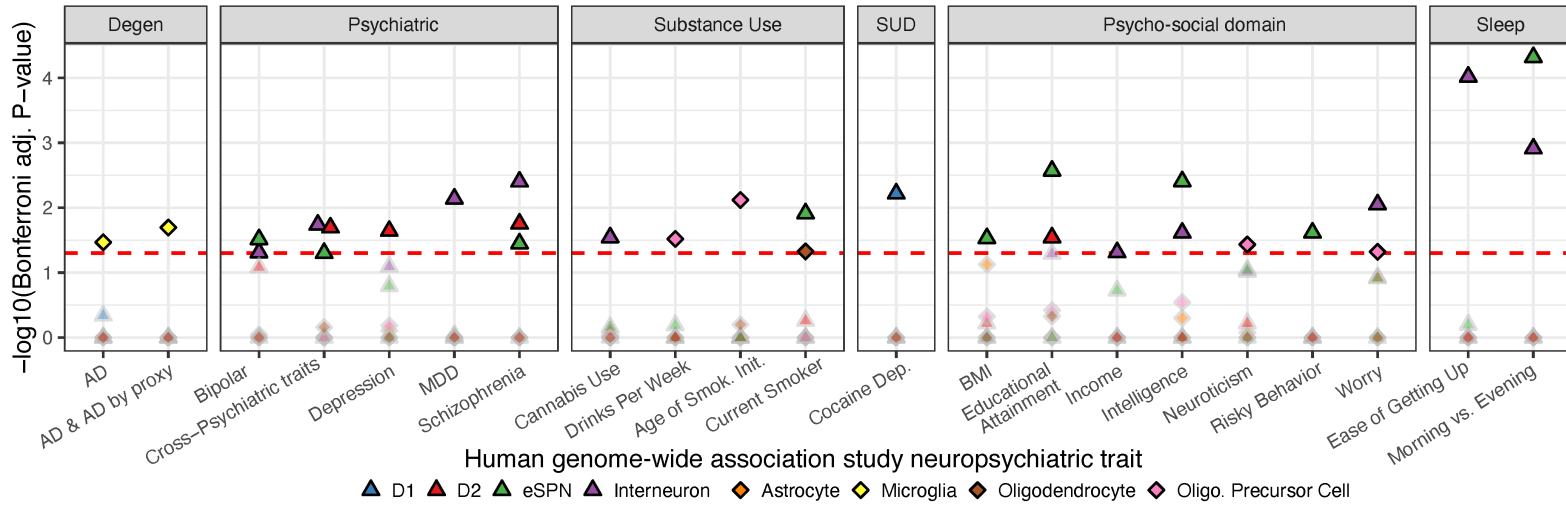 Degen Psychiatric Substance Use SUD Psycho-social domain Sleep
−log10(Bonferroni adj. P−value)
4
3
2
1
0
AD
AD & AD by proxy
Bipolar
Cross−Psychiatric traits
Depression
MDD
Schizophrenia
Cannabis Use
Drinks Per Week
Age of Smok. Init.
Current Smoker
Cocaine Dep.
BMI
Educational
Attainment
Income
Intelligence
Neuroticism
Risky Behavior
Worry
Ease of Getting Up
Morning vs. Evening
Human genome-wide association study neuropsychiatric trait
D1 D2 eSPN Interneuron Astrocyte Microglia Oligodendrocyte Oligo. Precursor Cell